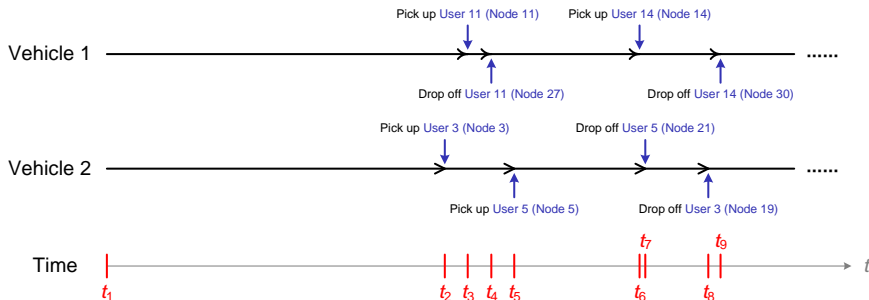 Pick up User 11 (Node 11)
Pick up User 14 (Node 14)
Vehicle 1
......
Drop off User 11 (Node 27)
Drop off User 14 (Node 30)
Pick up User 3 (Node 3)
Drop off User 5 (Node 21)
Vehicle 2
......
Pick up User 5 (Node 5)
Drop off User 3 (Node 19)
t7
t9
Time
t
t1
t2
t3
t4
t5
t6
t8